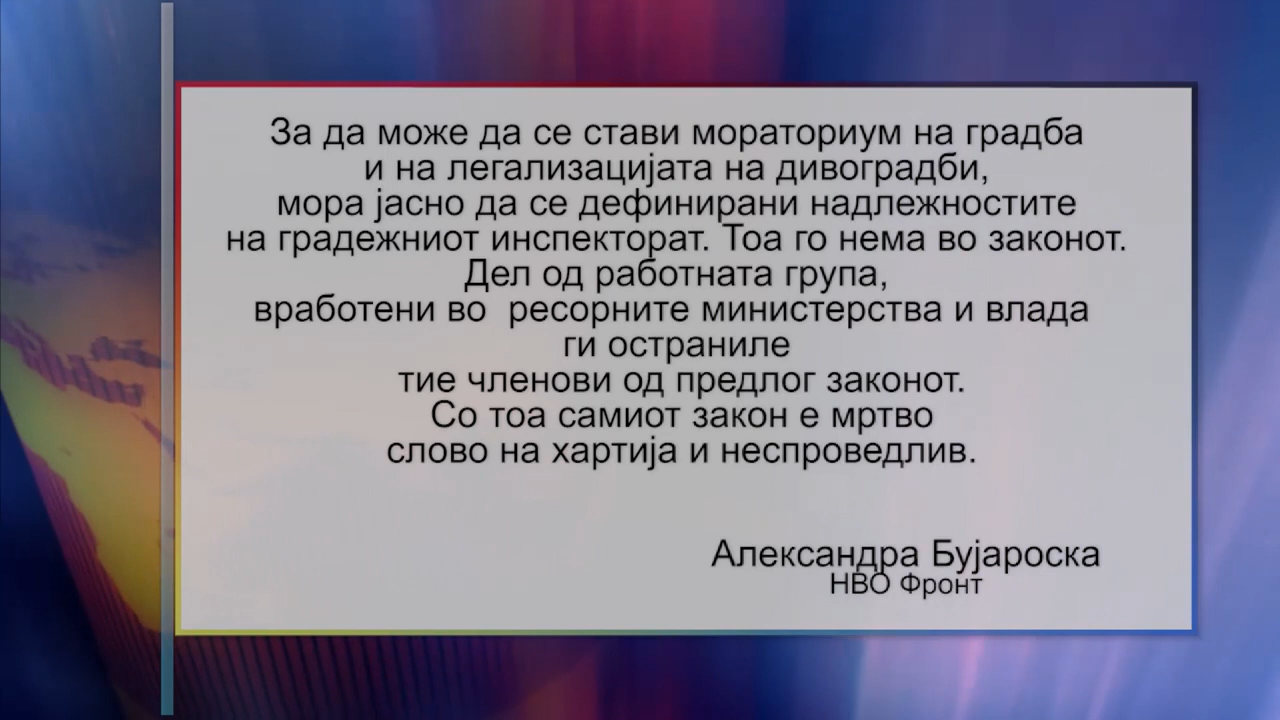 За да може да се стави мораториум на градба
и на легализацијата на дивоградби,
мора јасно да се дефинирани надлежностите
на градежниот инспекторат. Тоа го нема во законот.
Дел од работната група,
вработени во ресорните министерства и влада
ги остраниле
тие членови од предлог законот.
Со тоа самиот закон е мртво
слово на хартија и неспроведлив.
Александра Бујароска
НВО Фронт